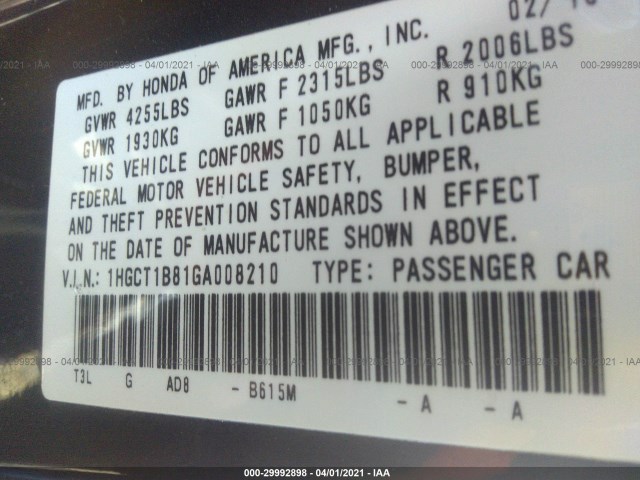 02/16
MFD. BY HONDA OF AMERICA MFG., INC.
GVWR 4255LBS GAWR F 2315LBS R 2006LBS
GVWR 1930KG GAWR F 1050KG R 910KG
THIS VEHICLE CONFORMS TO ALL APPLICABLE
FEDERAL MOTOR VEHICLE SAFETY, BUMPER,
AND THEFT PREVENTION STANDARDS IN EFFECT
ON THE DATE OF MANUFACTURE SHOWN ABOVE.
V.I.N.: 1HGCT1B81GA008210 TYPE: PASSENGER CAR
T3L G AD8 - B615M - A - A
000-29992898 - 04/01/2021 - IAA